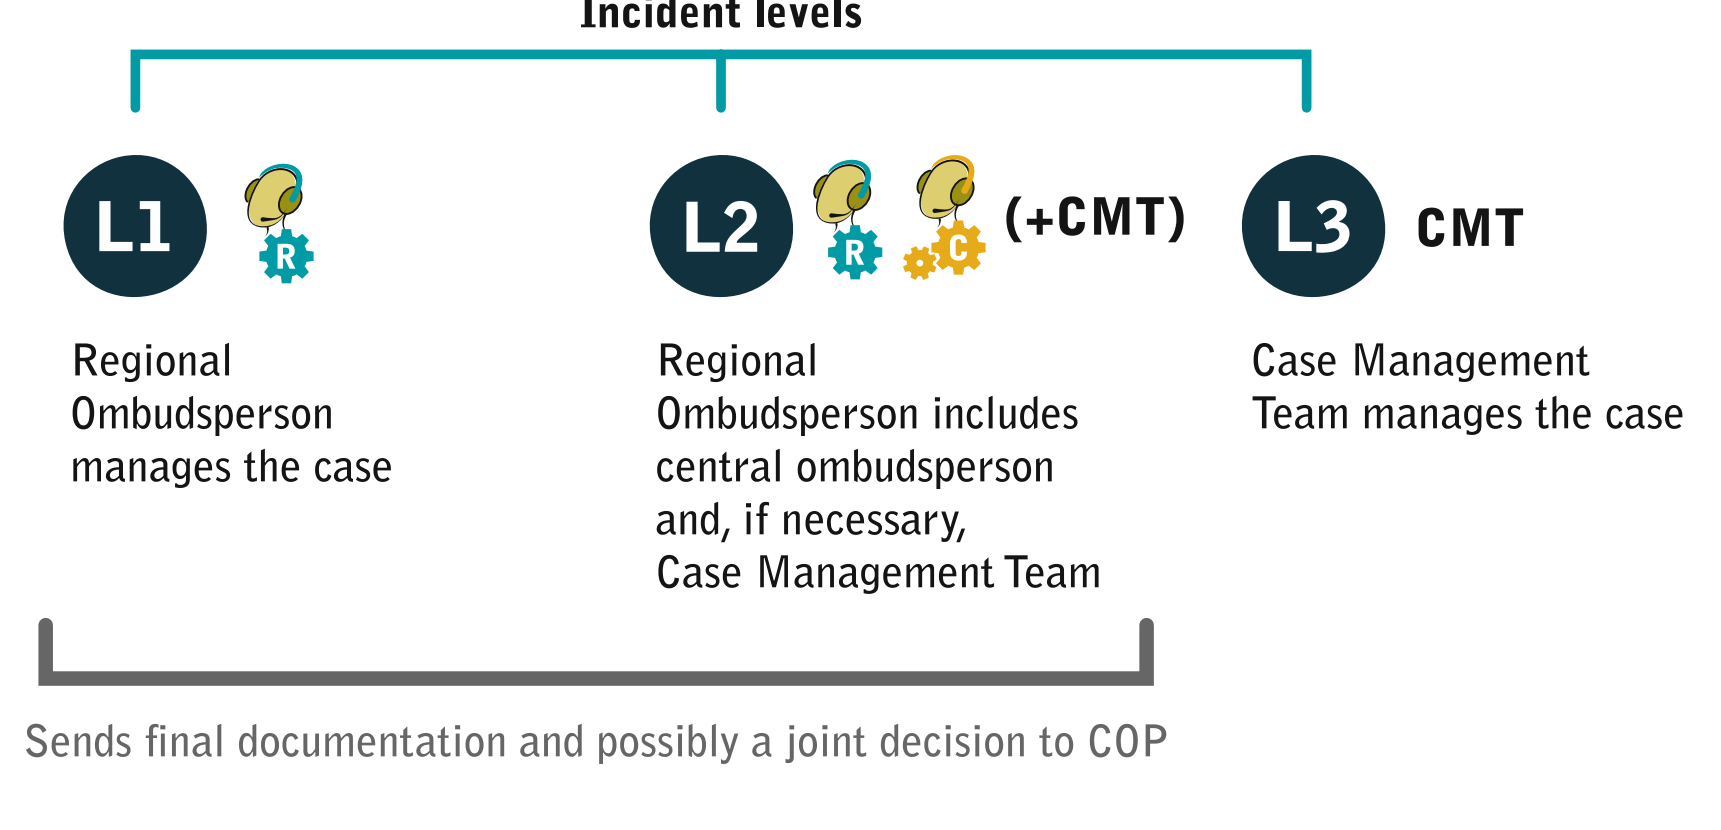 Incident levels
L1
R
L2
R
C
(+CMT)
L3
CMT
Regional
Ombudsperson
manages the case
Regional
Ombudsperson includes
central ombudsperson
and, if necessary,
Case Management Team
Case Management
Team manages the case
Sends final documentation and possibly a joint decision to COP